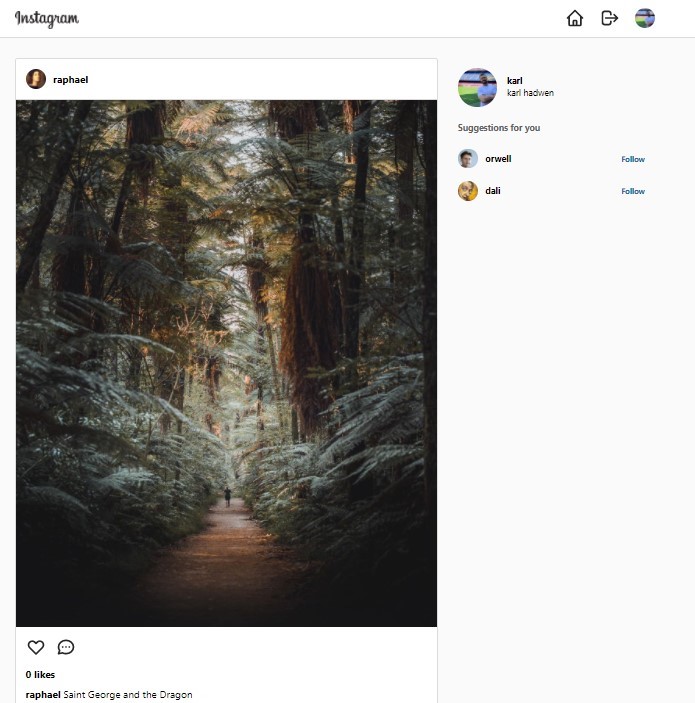 Instagram
raphael
karl
karl hadwen
Suggestions for you
orwell Follow
dali Follow
0 likes
raphael Saint George and the Dragon